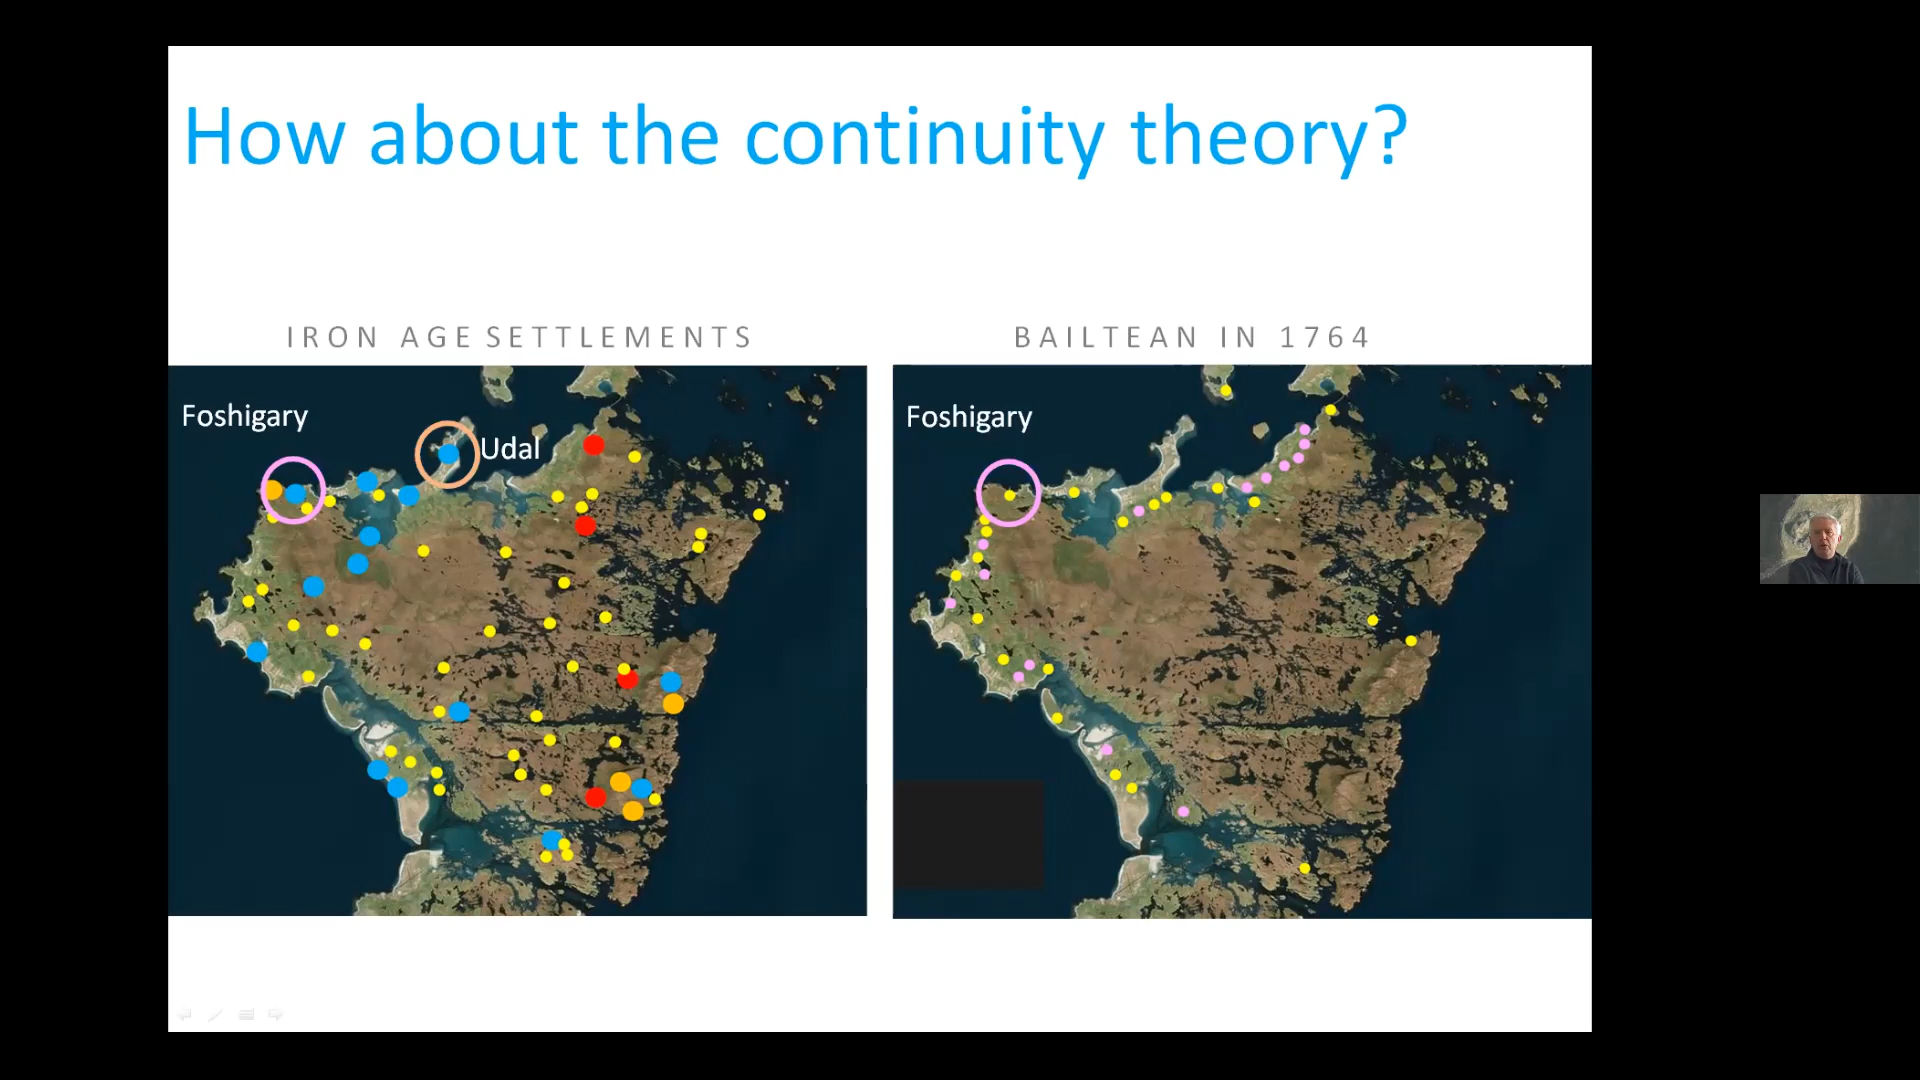 How about the continuity theory?
IRON AGE SETTLEMENTS
BAILTEAN IN 1764
Foshigary
Udal
Foshigary